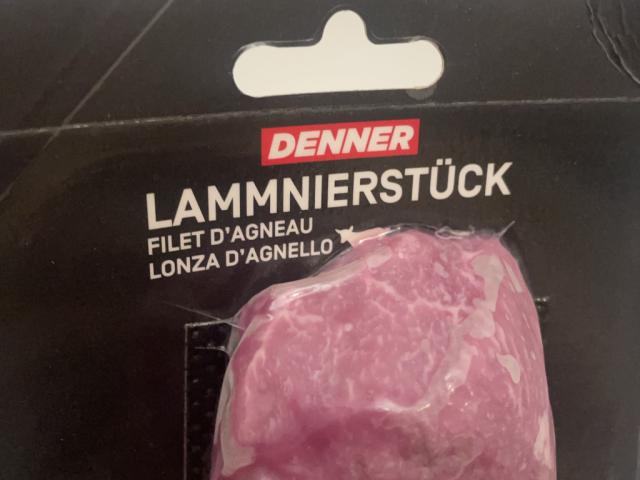 DENNER
LAMMNIERSTÜCK
FILET D'AGNEAU
LONZA D'AGNELLO